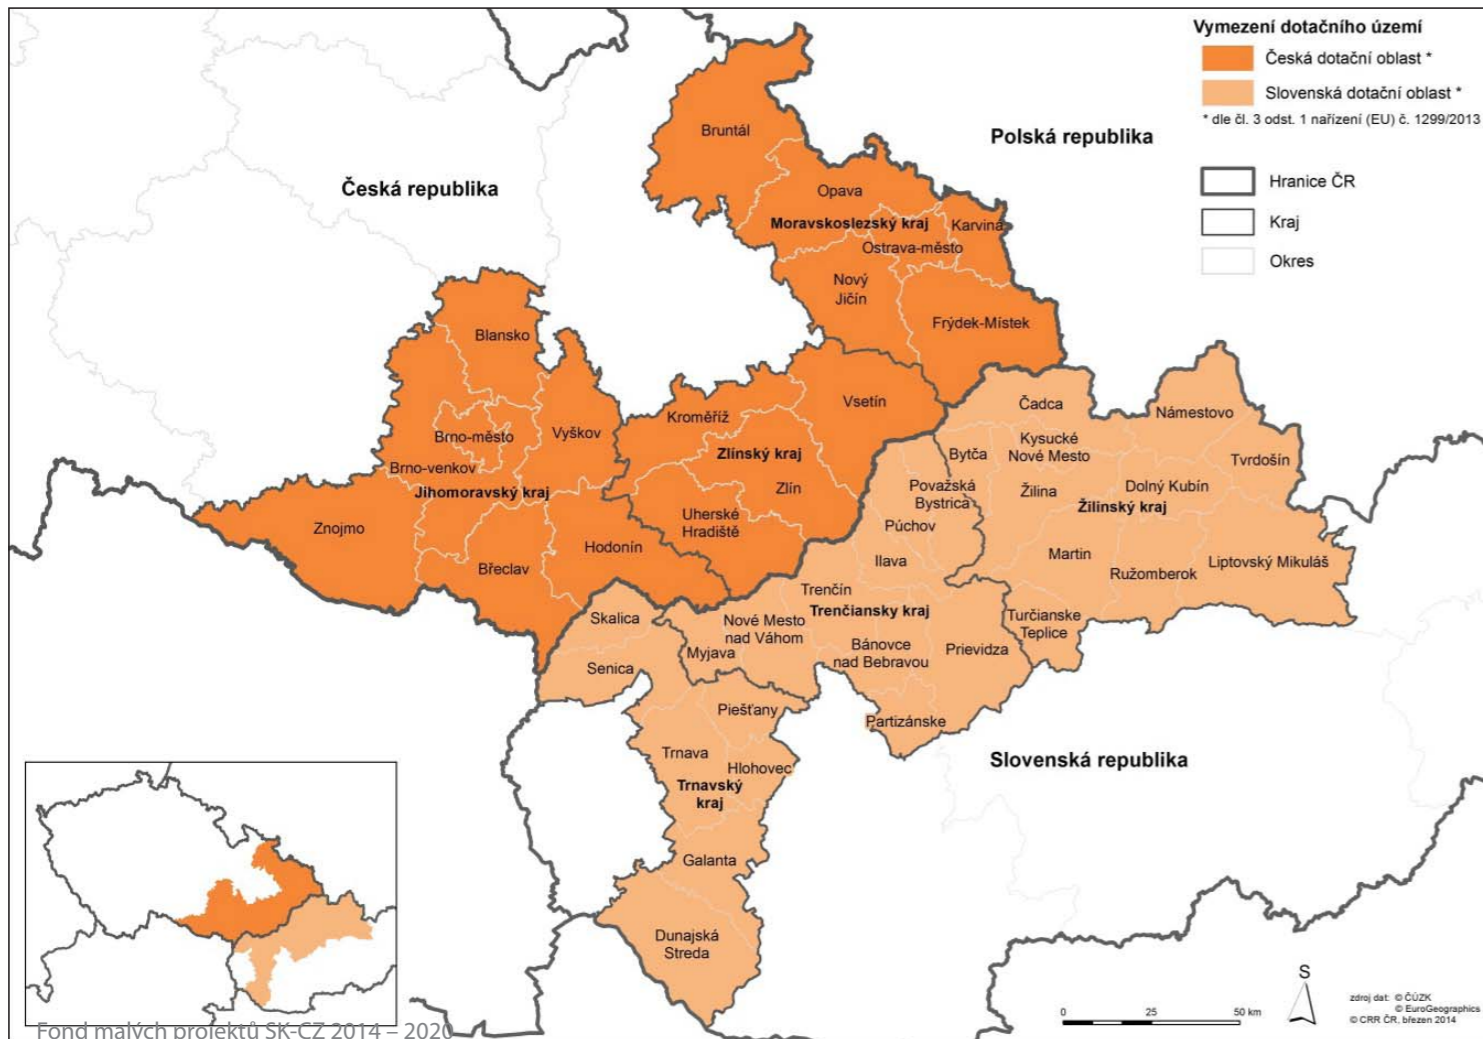 Vymezení dotačního území
Česká dotační oblast *
Slovenská dotační oblast *
* dle čl. 3 odst. 1 nařízení (EU) č. 1299/2013
Hranice ČR
Kraj
Okres
Polská republika
Česká republika
Bruntál
Opava
Moravskoslezský kraj
Karviná
Ostrava-město
Nový
Jičín
Frýdek-Místek
Blansko
Brno-město
Vyškov
Brno-venkov
Jihomoravský kraj
Znojmo
Břeclav
Hodonín
Kroměříž
Vsetín
Zlínský kraj
Zlín
Uherské
Hradiště
Čadca
Námestovo
Bytča
Kysucké
Nové Mesto
Tvrdošín
Považská
Bystrica
Žilina
Dolný Kubín
Žilinský kraj
Púchov
Ilava
Martin
Ružomberok
Liptovský Mikuláš
Trenčín
Trenčiansky kraj
Turčianske
Teplice
Skalica
Nové Mesto
nad Váhom
Myjava
Bánovce
nad Bebravou
Prievidza
Senica
Piešťany
Partizánske
Trnava
Hlohovec
Trnavský
kraj
Slovenská republika
Galanta
Dunajská
Streda
S
0 25 50 km
zdroj dat: © ČÚZK
© EuroGeographics
© CRR ČR, březen 2014
Fond malých projektů SK-CZ 2014 – 2020